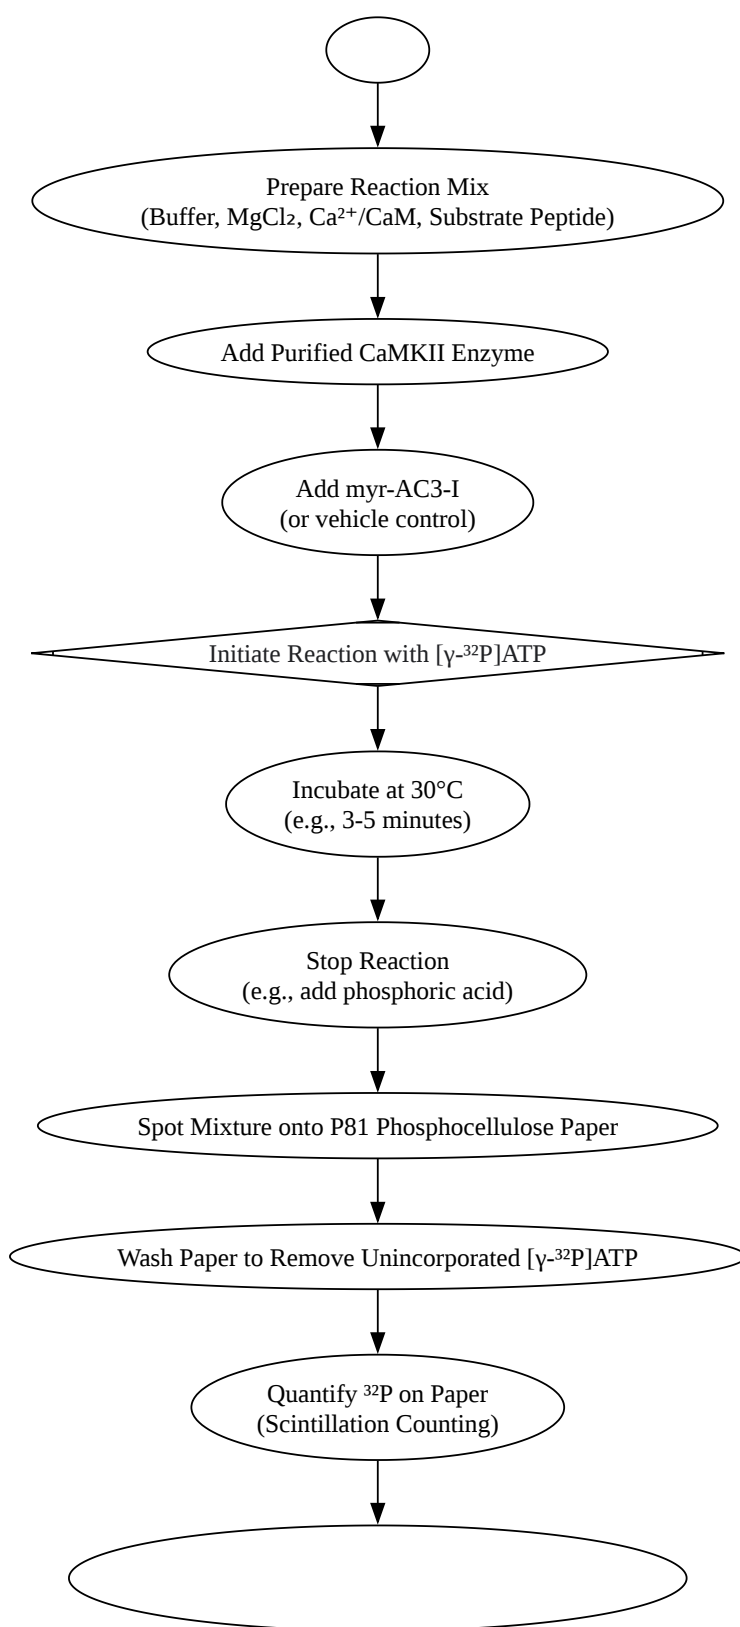 Prepare Reaction Mix
(Buffer, MgCl₂, Ca²⁺/CaM, Substrate Peptide)
Add Purified CaMKII Enzyme
Add myr-AC3-I
(or vehicle control)
Initiate Reaction with [γ-³²P]ATP
Incubate at 30°C
(e.g., 3-5 minutes)
Stop Reaction
(e.g., add phosphoric acid)
Spot Mixture onto P81 Phosphocellulose Paper
Wash Paper to Remove Unincorporated [γ-³²P]ATP
Quantify ³²P on Paper
(Scintillation Counting)